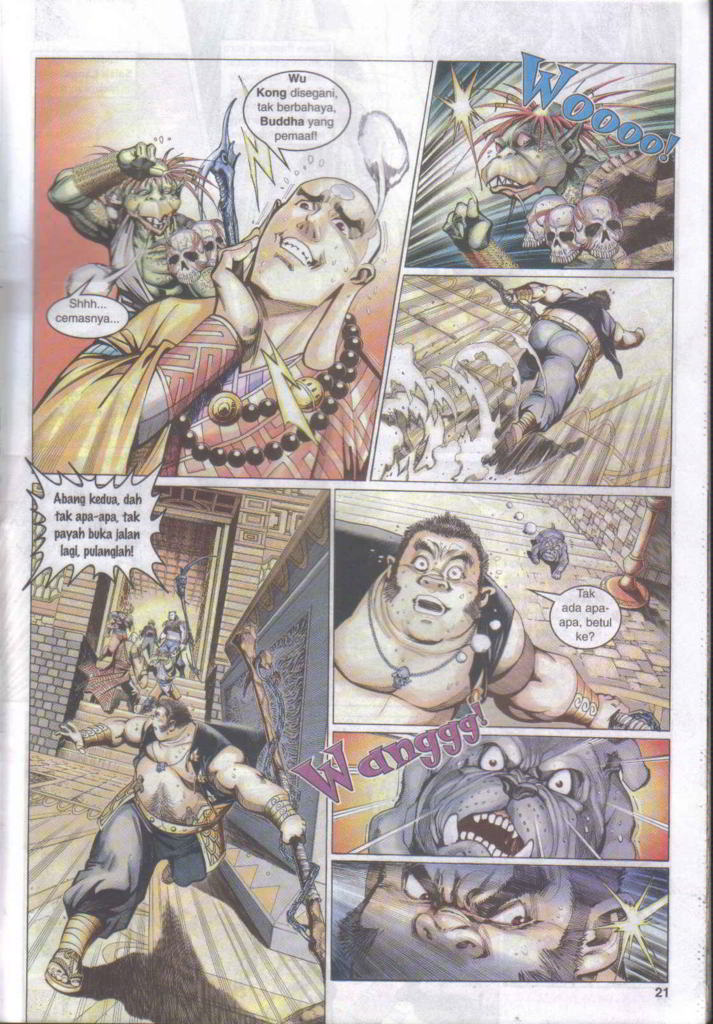 Wu
Kong disegani,
tak berbahaya,
Buddha yang
pemaaf!
Shhh...
cemasnya...
Woooo!
Abang kedua, dah
tak apa-apa, tak
payah buka jalan
lagi, pulanglah!
Tak
ada apa-
apa, betul
ke?
Wanggg!
21